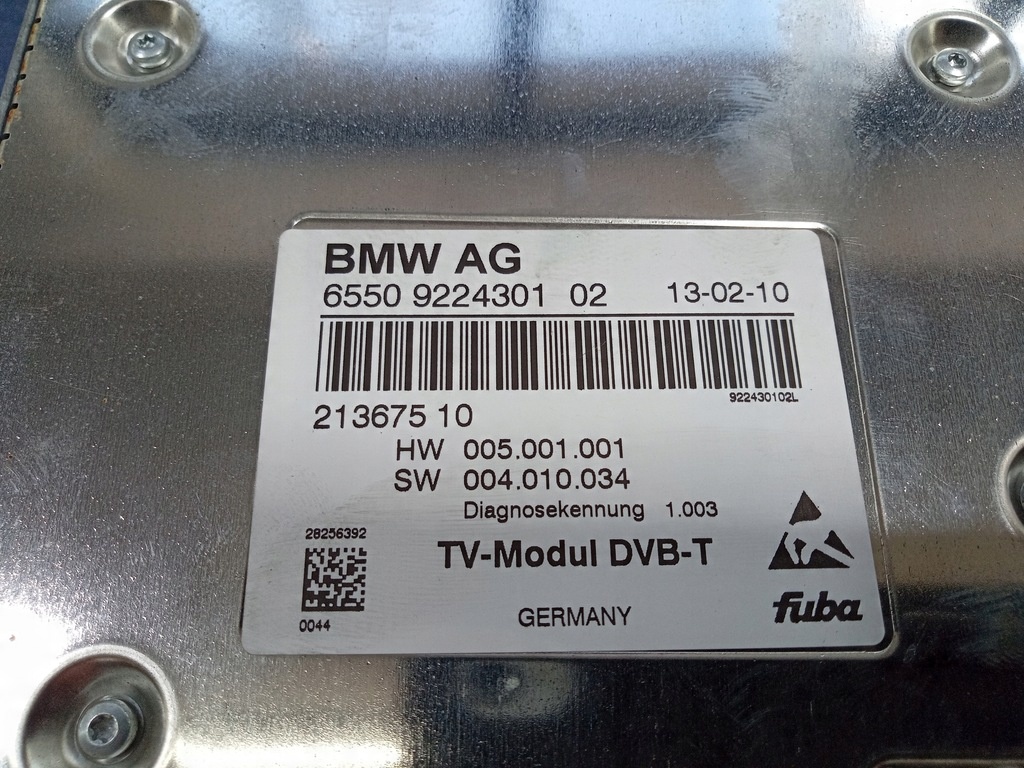 BMW AG
6550 9224301 02 13-02-10
922430102L
213675 10
HW 005.001.001
SW 004.010.034
Diagnosekennung 1.003
28256392
TV-Modul DVB-T
0044
GERMANY
fuba